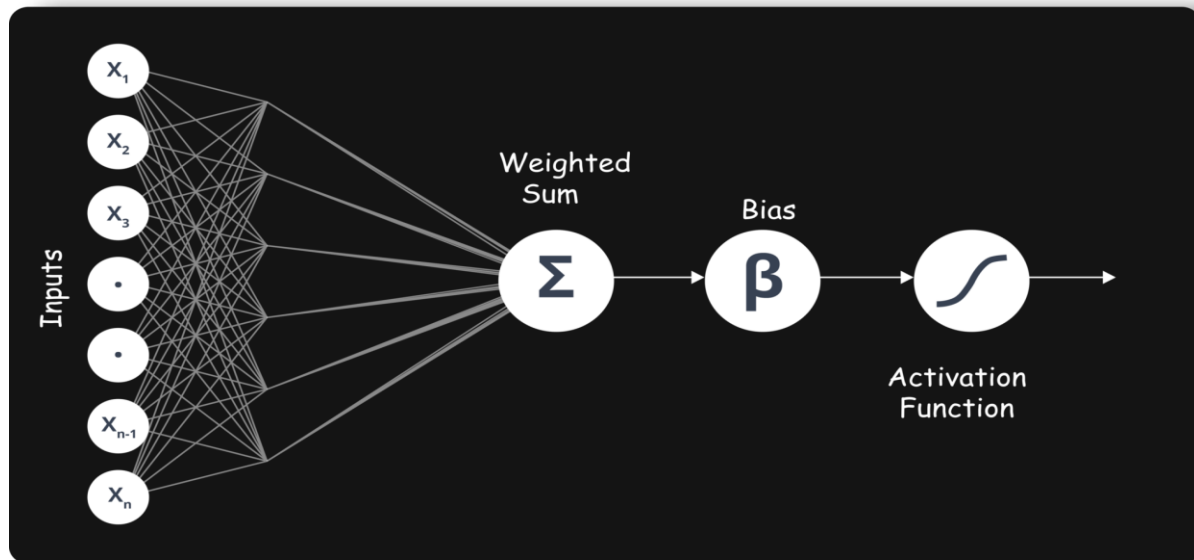 X₁
X₂
X₃
.
.
Xₙ₋₁
Xₙ
Inputs
Weighted
Sum
Σ
Bias
β
Activation
Function